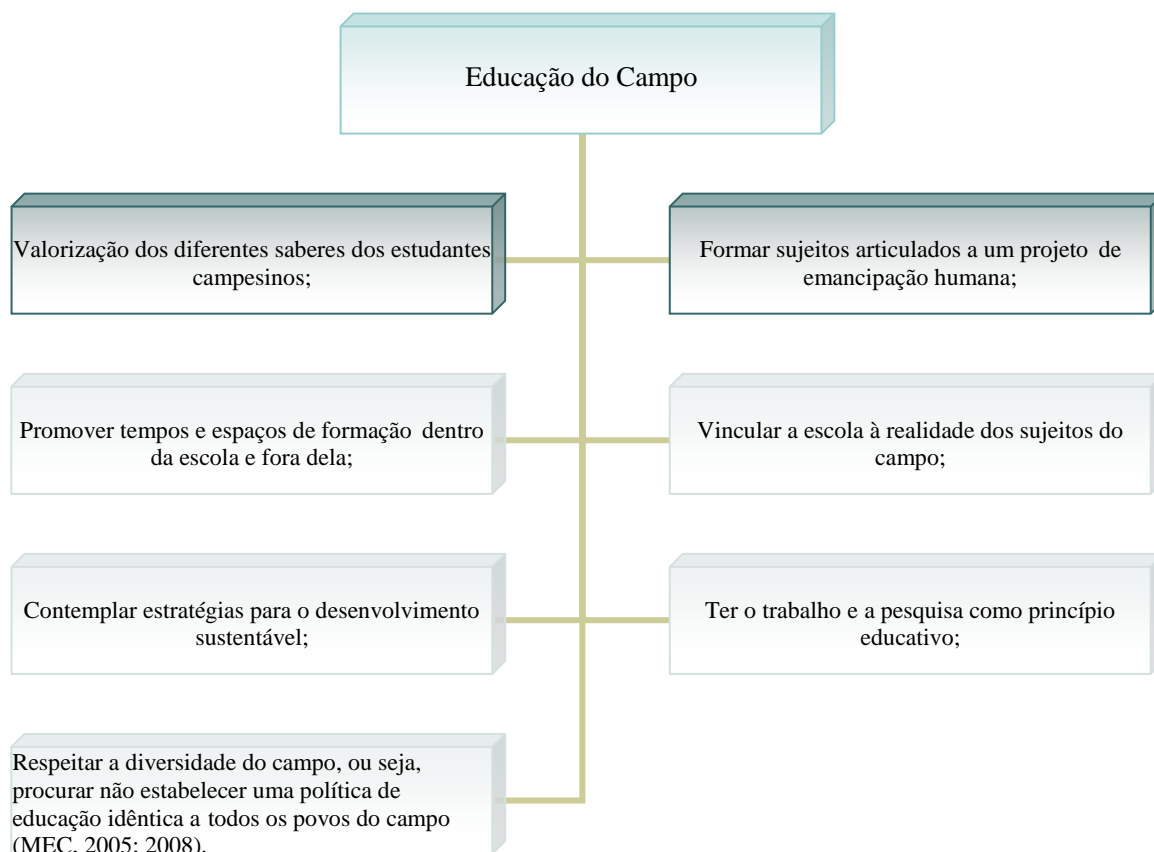 Educação do Campo
Valorização dos diferentes saberes dos estudantes
campesinos;
Formar sujeitos articulados a um projeto de
emancipação humana;
Promover tempos e espaços de formação dentro
da escola e fora dela;
Vincular a escola à realidade dos sujeitos do
campo;
Contemplar estratégias para o desenvolvimento
sustentável;
Ter o trabalho e a pesquisa como princípio
educativo;
Respeitar a diversidade do campo, ou seja,
procurar não estabelecer uma política de
educação idêntica a todos os povos do campo
(MEC, 2005; 2008).